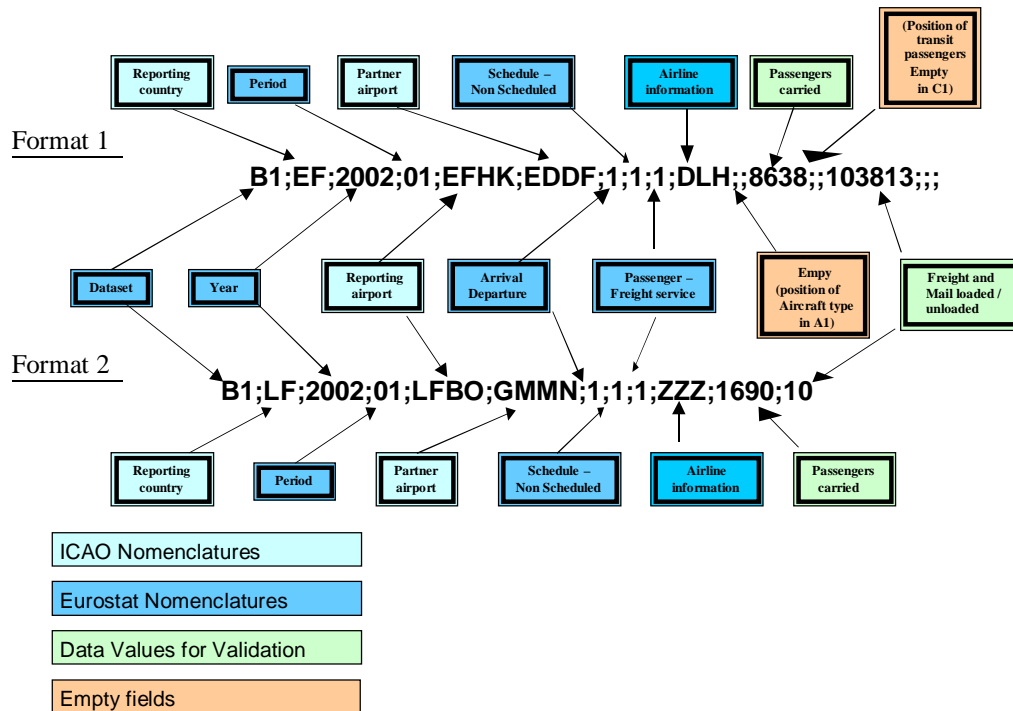 Reporting
country
Period
Partner
airport
Schedule –
Non Scheduled
Airline
information
Passengers
carried
(Position of
transit
passengers
Empty
in C1)
Format 1
B1;EF;2002;01;EFHK;EDDF;1;1;1;DLH;;8638;;103813;;;
Dataset
Year
Reporting
airport
Arrival
Departure
Passenger –
Freight service
Empy
(position of
Aircraft type
in A1)
Freight and
Mail loaded /
unloaded
Format 2
B1;LF;2002;01;LFBO;GMMN;1;1;1;ZZZ;1690;10
Reporting
country
Period
Partner
airport
Schedule –
Non Scheduled
Airline
information
Passengers
carried
ICAO Nomenclatures
Eurostat Nomenclatures
Data Values for Validation
Empty fields